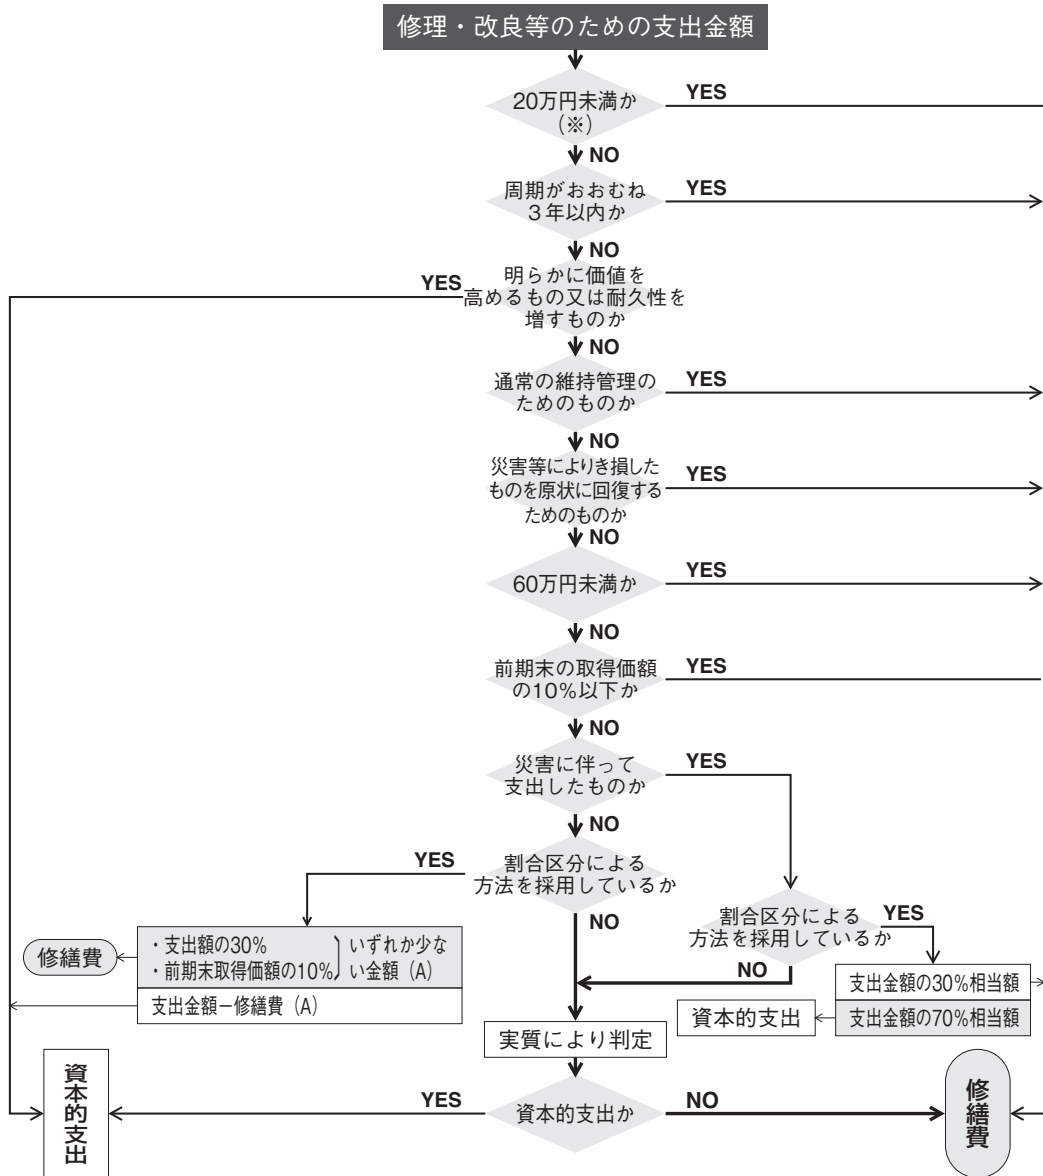 修理・改良等のための支出金額
20万円未満か
(※)
YES
NO
周期がおおむね
3年以内か
YES
NO
明らかに価値を
高めるもの又は耐久性を
増すものか
YES
NO
通常の維持管理の
ためのものか
YES
NO
災害等によりき損した
ものを原状に回復する
ためのものか
YES
NO
60万円未満か
YES
NO
前期末の取得価額
の10%以下か
YES
NO
災害に伴って
支出したものか
YES
NO
割合区分による
方法を採用しているか
YES
NO
割合区分による
方法を採用しているか
YES
NO
修繕費
・支出額の30%
・前期末取得価額の10%
いずれか少な
い金額(A)
支出金額−修繕費(A)
支出金額の30%相当額
支出金額の70%相当額
資本的支出
実質により判定
資本的支出か
YES
NO
資本的支出
修繕費